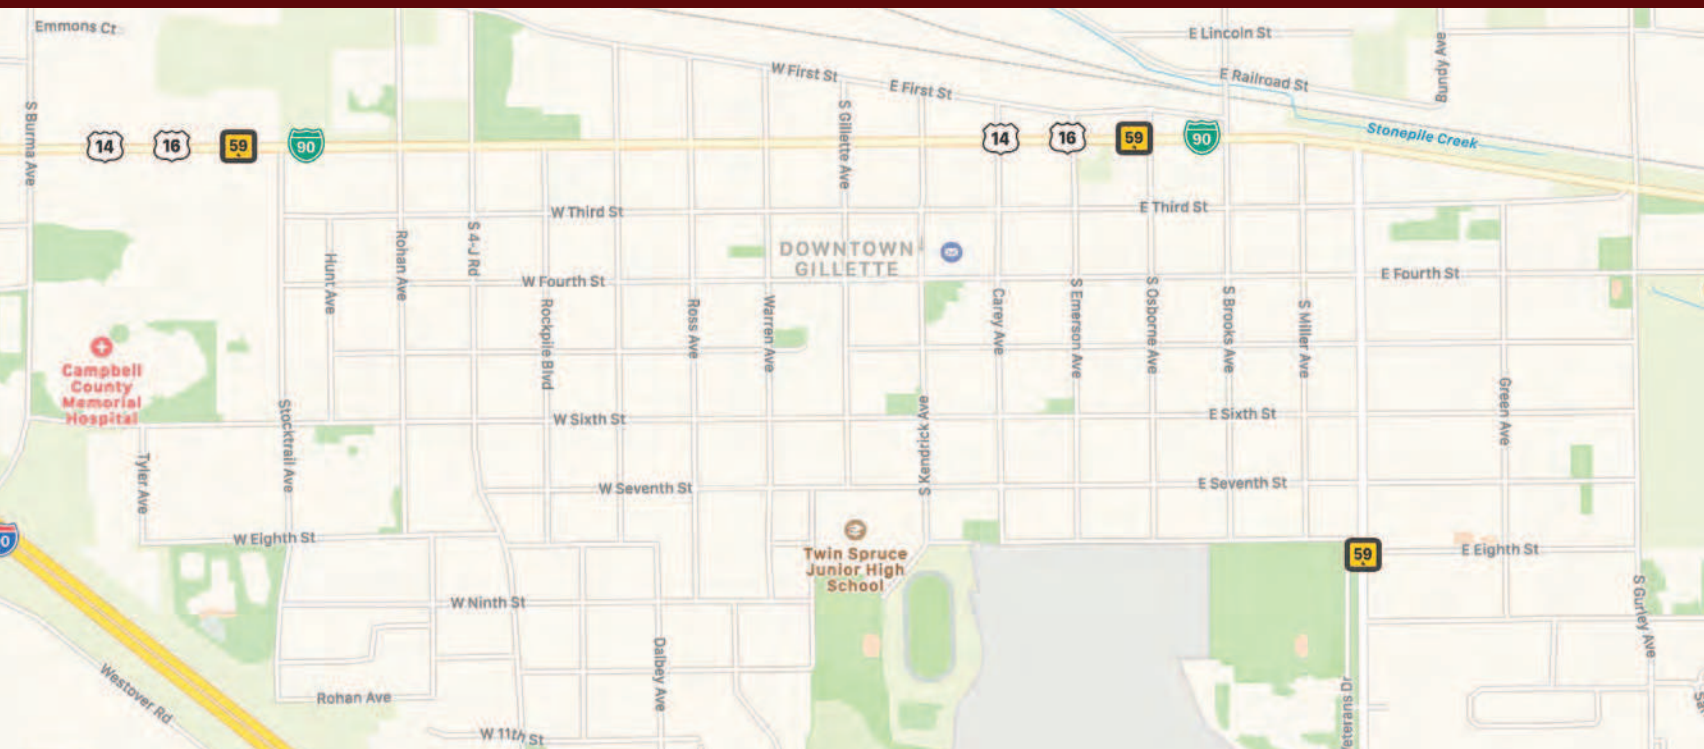 Emmons Ct
E Lincoln St
Bundy Ave
W First St
E First St
E Railroad St
S Burma Ave
S Gillette Ave
Stonepile Creek
14
16
59
90
14
16
59
90
W Third St
E Third St
Hunt Ave
Rohan Ave
S 4-J Rd
DOWNTOWN
GILLETTE
W Fourth St
E Fourth St
Rockpile Blvd
Ross Ave
Warren Ave
Carey Ave
S Emerson Ave
S Osborne Ave
S Brooks Ave
S Miller Ave
Campbell
County
Memorial
Hospital
Stocktrail Ave
W Sixth St
S Kendrick Ave
E Sixth St
Green Ave
Tyler Ave
W Seventh St
E Seventh St
W Eighth St
Twin Spruce
Junior High
School
59
E Eighth St
W Ninth St
S Gurley Ave
Dalbey Ave
Westover Rd
Rohan Ave
W 11th St